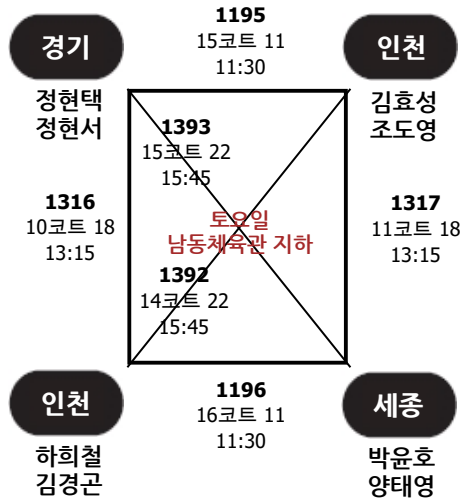 1195
15코트 11
11:30
경기
인천
정현택
정현서
김효성
조도영
1393
15코트 22
15:45
1316
10코트 18
13:15
1317
11코트 18
13:15
토요일
남동체육관 지하
1392
14코트 22
15:45
인천
세종
1196
16코트 11
11:30
하희철
김경곤
박윤호
양태영